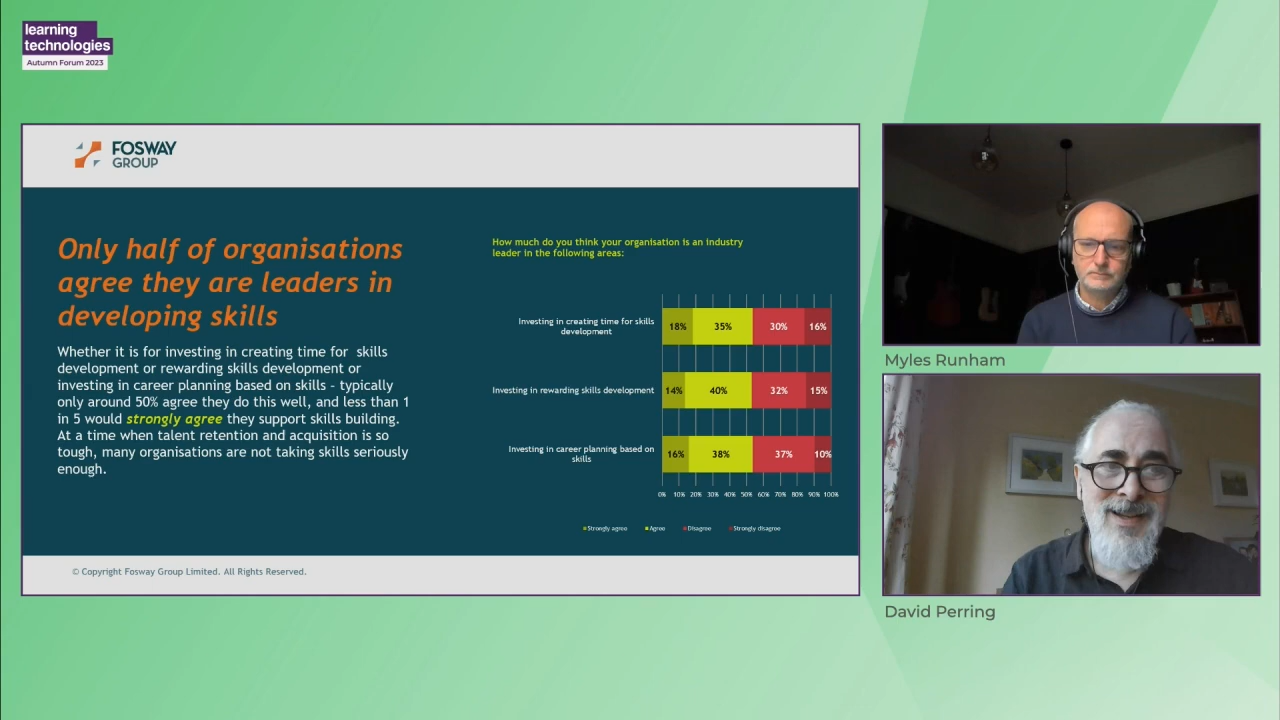 learning
technologies
Autumn Forum 2023
FOSWAY
GROUP
Only half of organisations
agree they are leaders in
developing skills
Whether it is for investing in creating time for skills
development or rewarding skills development or
investing in career planning based on skills - typically
only around 50% agree they do this well, and less than 1
in 5 would strongly agree they support skills building.
At a time when talent retention and acquisition is so
tough, many organisations are not taking skills seriously
enough.
How much do you think your organisation is an industry
leader in the following areas:
Investing in creating time for skills
development
18% 35% 30% 16%
Investing in rewarding skills development
14% 40% 32% 15%
Investing in career planning based on
skills
16% 38% 37% 10%
0% 10% 20% 30% 40% 50% 60% 70% 80% 90% 100%
Strongly agree Agree Disagree Strongly disagree
© Copyright Fosway Group Limited. All Rights Reserved.
Myles Runham
David Perring